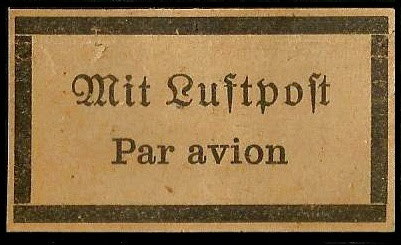 Mit Luftpost
Par avion